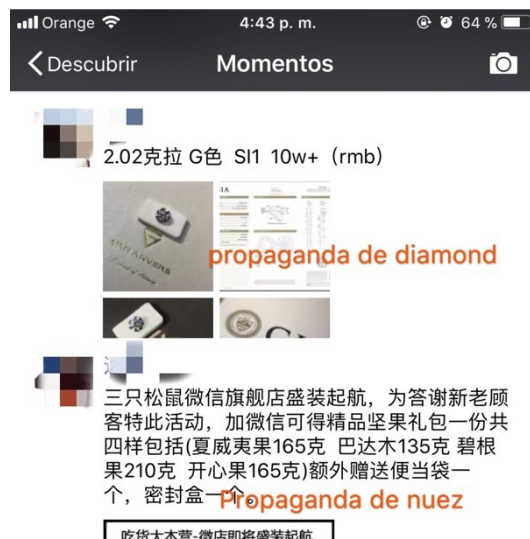 Orange 4:43 p. m. 64 %
Descubrir Momentos
2.02克拉 G色 SI1 10w+（rmb）
VAN ANVERS
propaganda de diamond
三只松鼠微信旗舰店盛装起航，为答谢新老顾
客特此活动，加微信可得精品坚果礼包一份共
四样包括(夏威夷果165克 巴达木135克 碧根
果210克 开心果165克)额外赠送便当袋一
个，密封盒一个。
Propaganda de nuez
吃货大本营-微店即将盛装起航